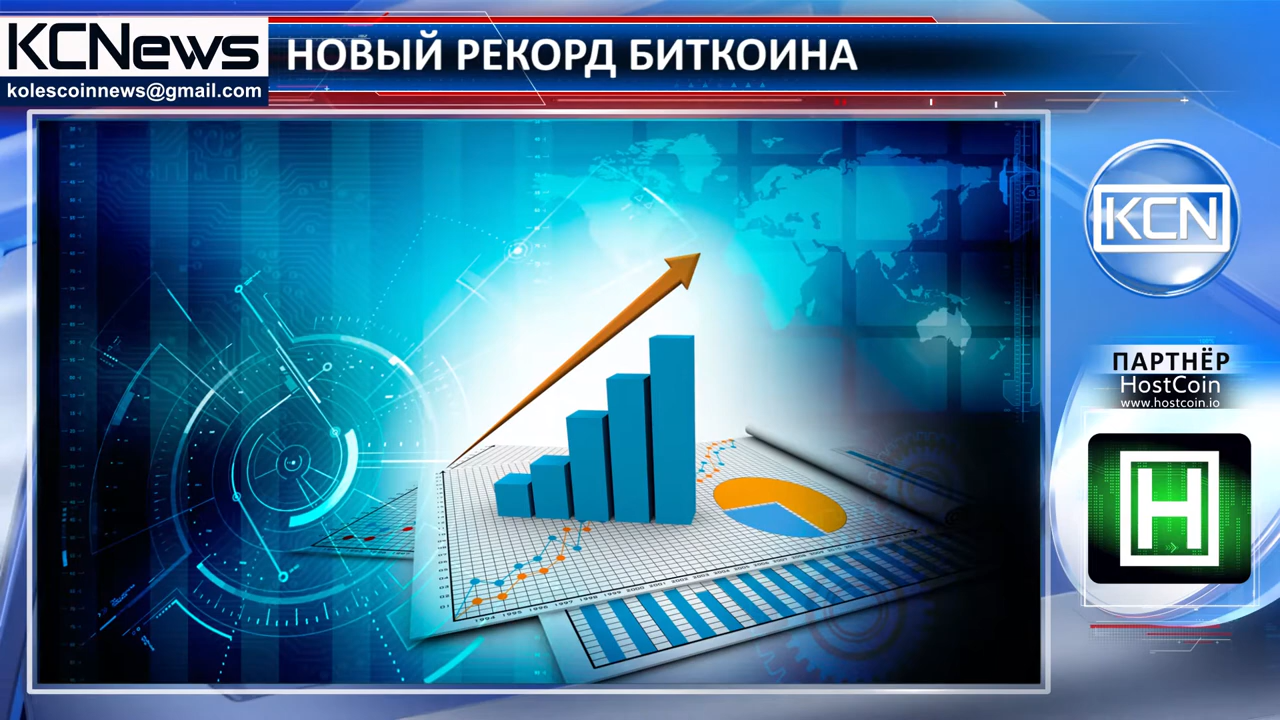 KCNews
kolescoinnews@gmail.com
НОВЫЙ РЕКОРД БИТКОИНА
KCN
ПАРТНЁР
HostCoin
www.hostcoin.io
H